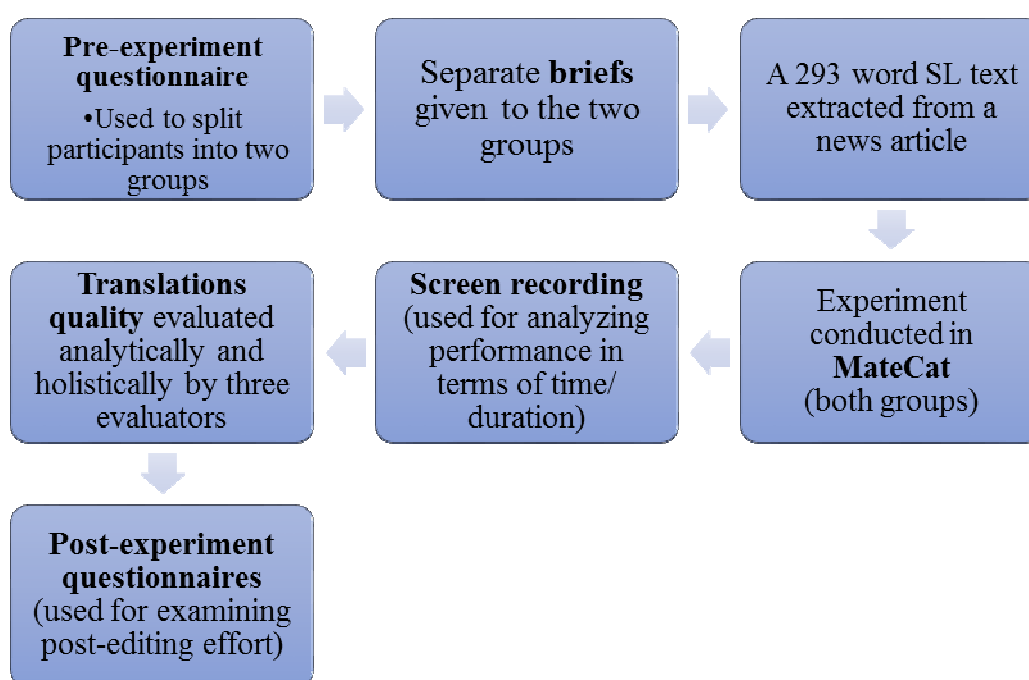 Pre-experiment
questionnaire
•Used to split
participants into two
groups
Separate briefs
given to the two
groups
A 293 word SL text
extracted from a
news article
Experiment
conducted in
MateCat
(both groups)
Screen recording
(used for analyzing
performance in
terms of time/
duration)
Translations
quality evaluated
analytically and
holistically by three
evaluators
Post-experiment
questionnaires
(used for examining
post-editing effort)